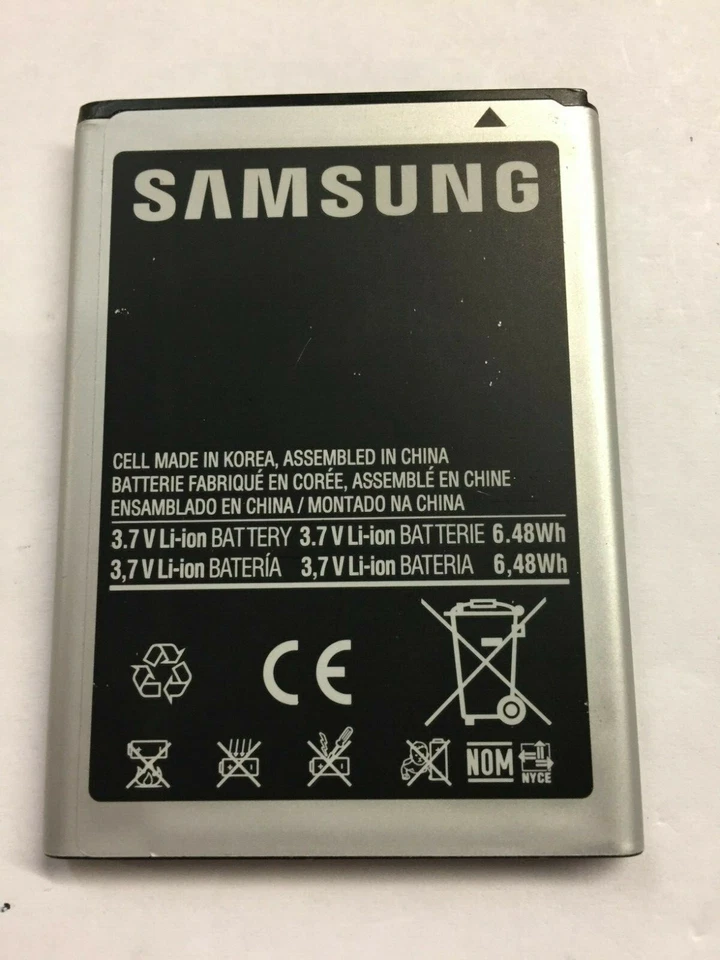 SAMSUNG
CELL MADE IN KOREA, ASSEMBLED IN CHINA
BATTERIE FABRIQUÉ EN CORÉE, ASSEMBLÉ EN CHINE
ENSAMBLADO EN CHINA / MONTADO NA CHINA
3.7 V Li-ion BATTERY 3.7 V Li-ion BATTERIE 6.48Wh
3,7 V Li-ion BATERÍA 3,7 V Li-ion BATERIA 6,48Wh
CE
NOM NYCE